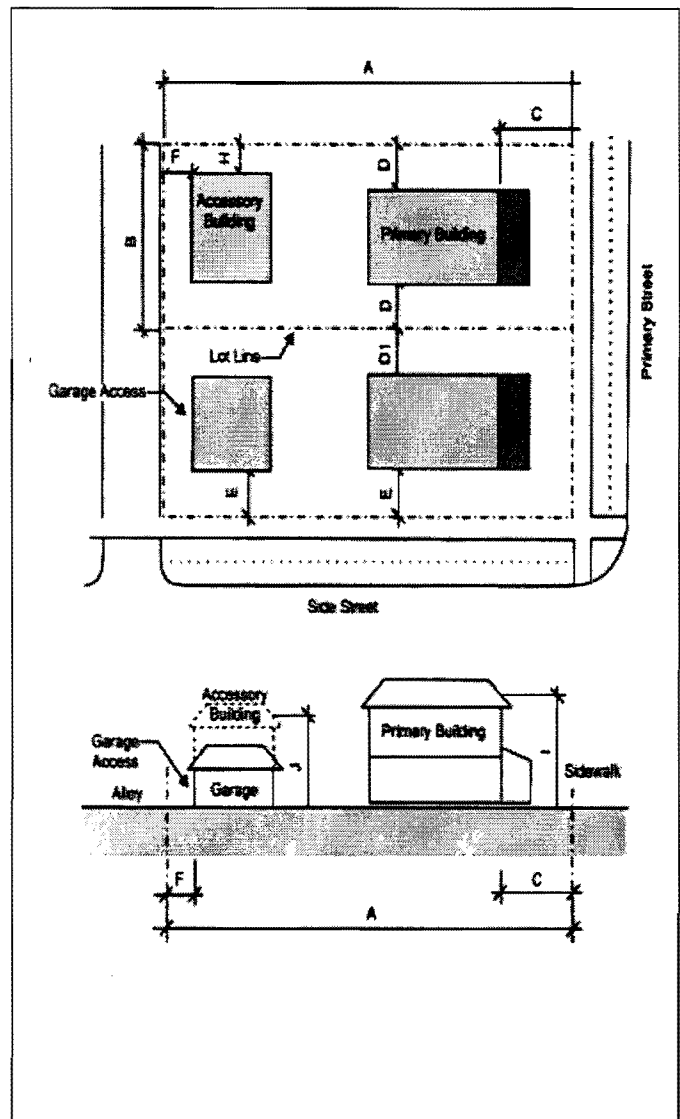 A
C
F
H
D
Accessory
Building
Primary Building
B
D
Lot Line
D1
Garage Access
E
E
Primary Street
Side Street
Accessory
Building
Primary Building
Garage
Access
J
I
Sidewalk
Alley
Garage
F
C
A